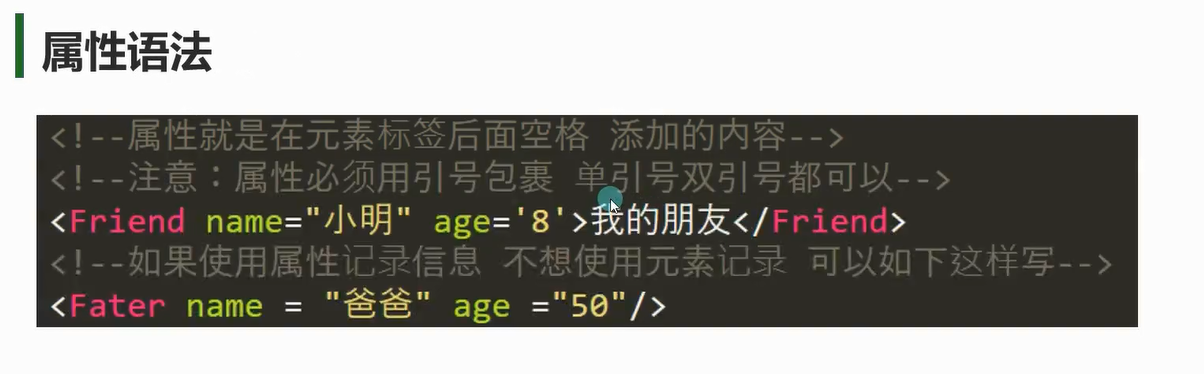 属性语法
<!--属性就是在元素标签后面空格 添加的内容-->
<!--注意：属性必须用引号包裹 单引号双引号都可以-->
<Friend name="小明" age='8'>我的朋友</Friend>
<!--如果使用属性记录信息 不想使用元素记录 可以如下这样写-->
<Fater name = "爸爸" age ="50"/>